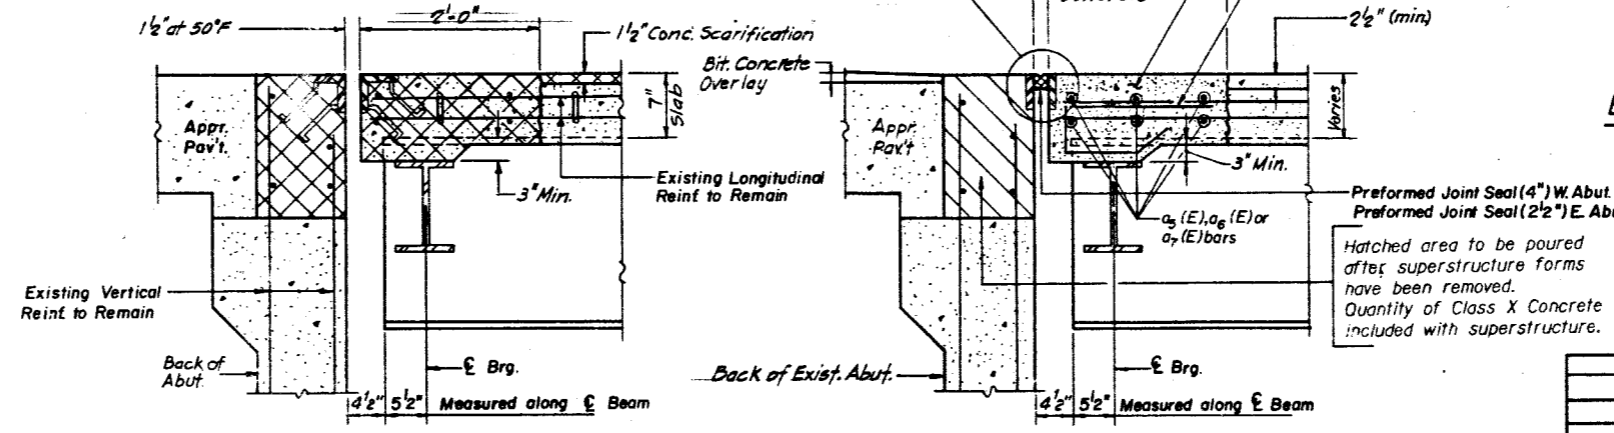 1½" at 50°F
2'-0"
1½" Conc. Scarification
7"
Slab
Appr.
Pav't.
Existing Longitudinal
Reinf. to Remain
3" Min.
Existing Vertical
Reinf. to Remain
Back of
Abut.
℄ Brg.
4½" 5½" Measured along ℄ Beam
2½" (min)
Bit. Concrete
Overlay
Varies
Appr.
Pav't
3" Min.
Preformed Joint Seal (4") W. Abut.
Preformed Joint Seal (2½") E. Abu
a5 (E), a6 (E) or
a7 (E) bars
Hatched area to be poured
after superstructure forms
have been removed.
Quantity of Class X Concrete
included with superstructure.
Back of Exist. Abut.
℄ Brg.
4½" 5½" Measured along ℄ Beam